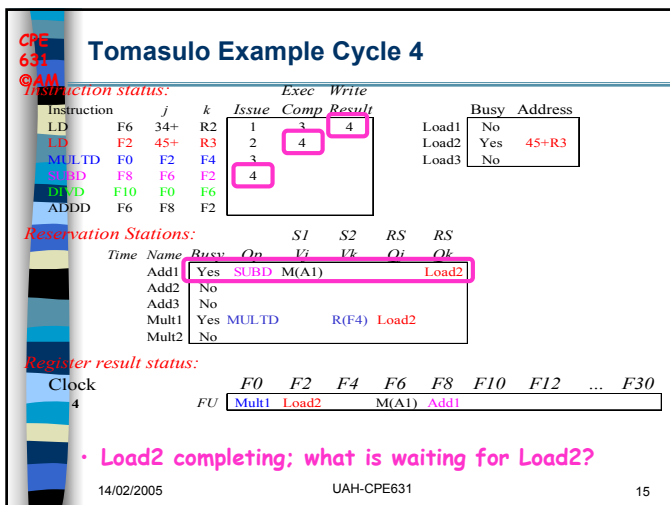 CPE
631
©AM
Tomasulo Example Cycle 4
Instruction status: Exec Write
Instruction j k Issue Comp Result Busy Address
LD F6 34+ R2 1 3 4 Load1 No
LD F2 45+ R3 2 4 Load2 Yes 45+R3
MULTD F0 F2 F4 3 Load3 No
SUBD F8 F6 F2 4
DIVD F10 F0 F6
ADDD F6 F8 F2
Reservation Stations: S1 S2 RS RS
Time Name Busy Op Vj Vk Qj Qk
Add1 Yes SUBD M(A1) Load2
Add2 No
Add3 No
Mult1 Yes MULTD R(F4) Load2
Mult2 No
Register result status:
Clock F0 F2 F4 F6 F8 F10 F12 ... F30
4 FU Mult1 Load2 M(A1) Add1
• Load2 completing; what is waiting for Load2?
14/02/2005 UAH-CPE631 15